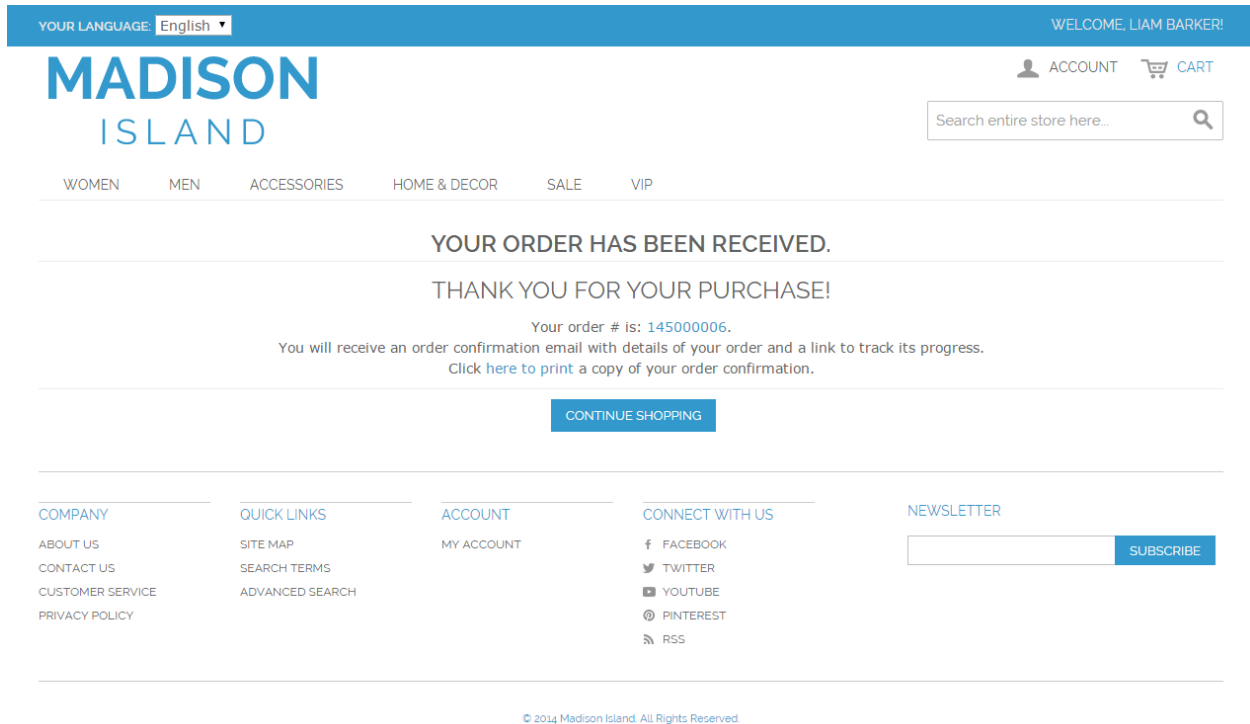 YOUR LANGUAGE: English
WELCOME, LIAM BARKER!
MADISON
ISLAND
ACCOUNT CART
Search entire store here...
WOMEN MEN ACCESSORIES HOME & DECOR SALE VIP
YOUR ORDER HAS BEEN RECEIVED.
THANK YOU FOR YOUR PURCHASE!
Your order # is: 145000006.
You will receive an order confirmation email with details of your order and a link to track its progress.
Click here to print a copy of your order confirmation.
CONTINUE SHOPPING
COMPANY
ABOUT US
CONTACT US
CUSTOMER SERVICE
PRIVACY POLICY
QUICK LINKS
SITE MAP
SEARCH TERMS
ADVANCED SEARCH
ACCOUNT
MY ACCOUNT
CONNECT WITH US
FACEBOOK
TWITTER
YOUTUBE
PINTEREST
RSS
NEWSLETTER
SUBSCRIBE
© 2014 Madison Island. All Rights Reserved.